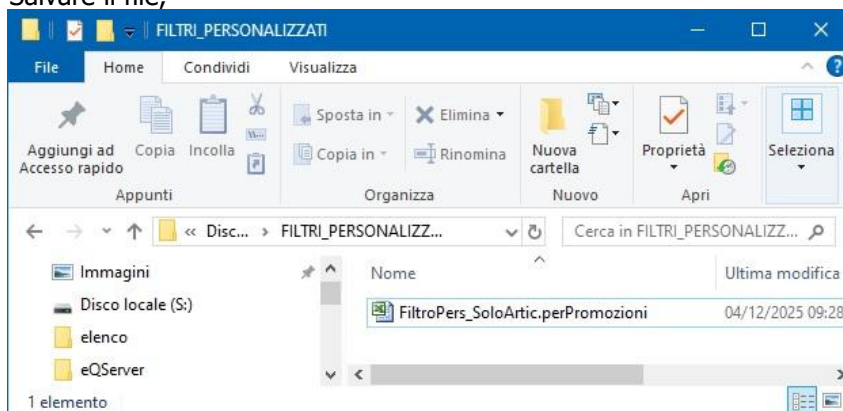 Salvare il file;
FILTRI_PERSONALIZZATI
File Home Condividi Visualizza
Aggiungi ad Accesso rapido
Copia
Incolla
Sposta in
Copia in
Elimina
Rinomina
Nuova cartella
Proprietà
Seleziona
Appunti Organizza Nuovo Apri
« Disc... › FILTRI_PERSONALIZZ... Cerca in FILTRI_PERSONALIZZ...
Immagini
Disco locale (S:)
elenco
eQServer
Nome Ultima modifica
FiltroPers_SoloArtic.perPromozioni 04/12/2025 09:28
1 elemento